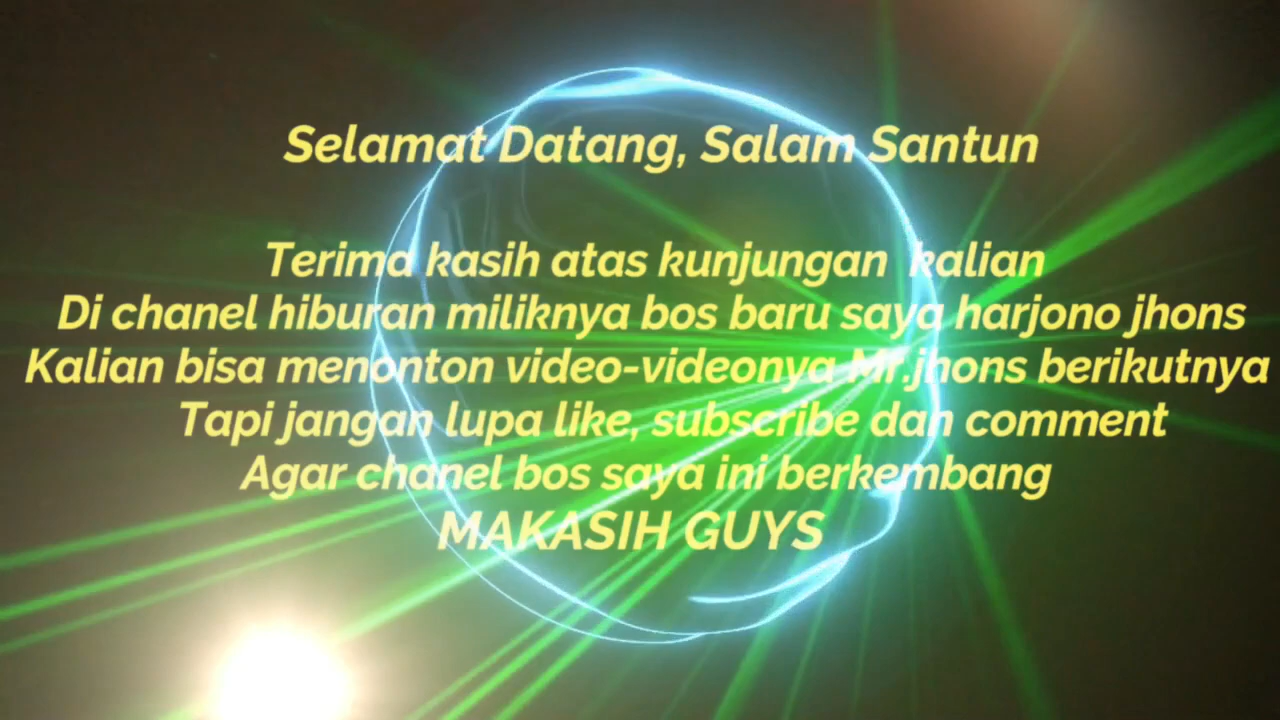 Selamat Datang, Salam Santun
Terima kasih atas kunjungan kalian
Di chanel hiburan miliknya bos baru saya harjono jhons
Kalian bisa menonton video-videonya Mr.jhons berikutnya
Tapi jangan lupa like, subscribe dan comment
Agar chanel bos saya ini berkembang
MAKASIH GUYS